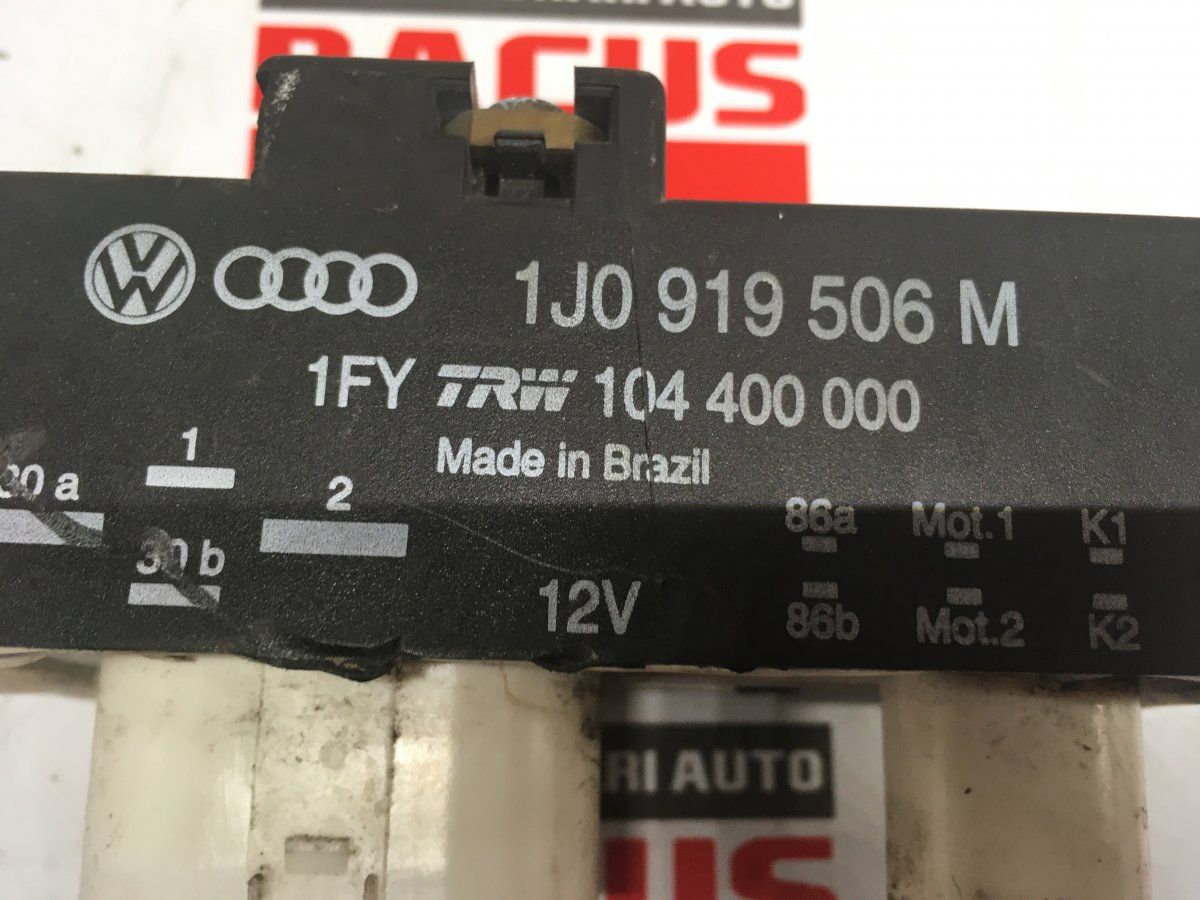 BACUS
1J0 919 506 M
1FY TRW 104 400 000
Made in Brazil
1
2
30 b
12V
86a Mot.1 K1
86b Mot.2 K2
AUTO